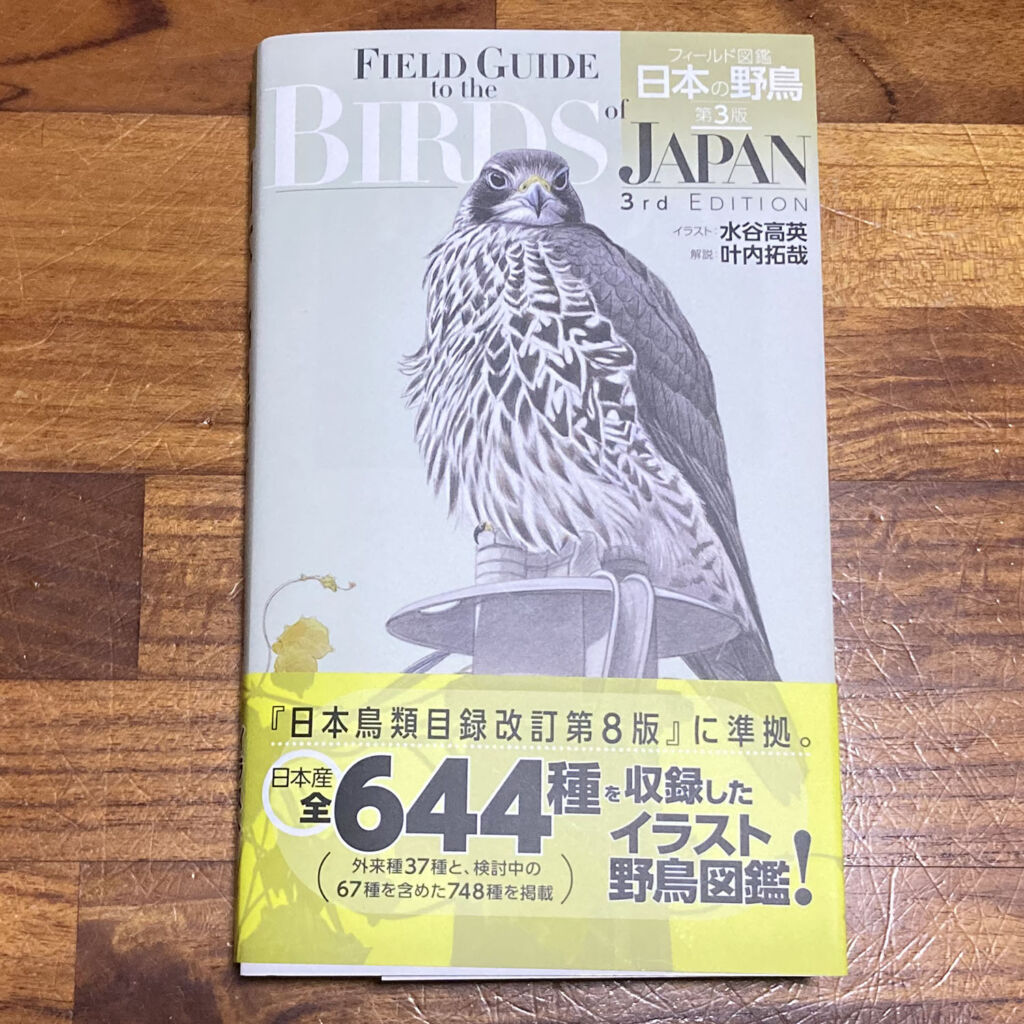 FIELD GUIDE
to the
BIRDS of
JAPAN
3rd EDITION
フィールド図鑑
日本の野鳥
第3版
イラスト:水谷高英
解説:叶内拓哉
『日本鳥類目録改訂第8版』に準拠。
日本産
全644種を収録した
イラスト
野鳥図鑑!
(外来種37種と、検討中の
67種を含めた748種を掲載)